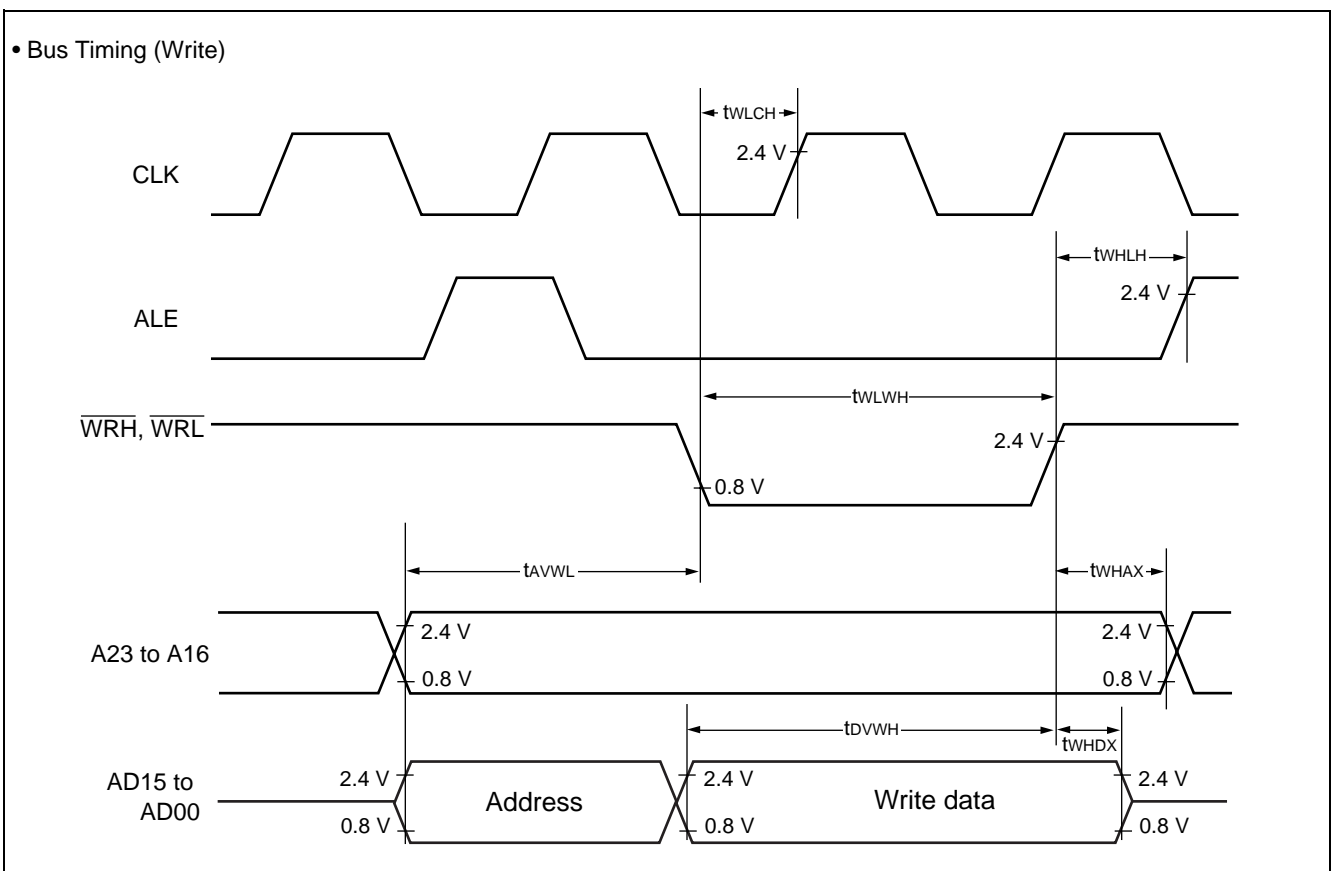 • Bus Timing (Write)
tWLCH
2.4 V
CLK
tWHLH
2.4 V
ALE
tWLWH
WRH, WRL
2.4 V
0.8 V
tAVWL
tWHAX
2.4 V
2.4 V
A23 to A16
0.8 V
0.8 V
tDVWH
tWHDX
AD15 to
AD00
2.4 V
2.4 V
2.4 V
Address
Write data
0.8 V
0.8 V
0.8 V